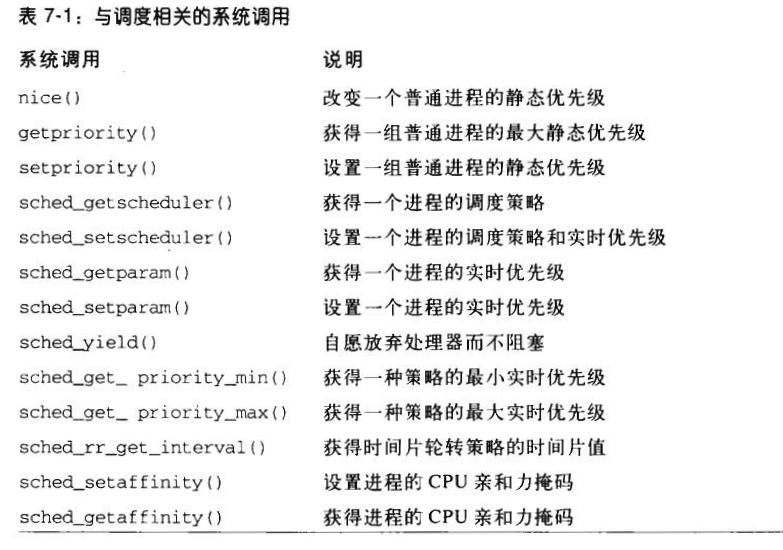 表 7-1：与调度相关的系统调用
系统调用 说明
nice() 改变一个普通进程的静态优先级
getpriority() 获得一组普通进程的最大静态优先级
setpriority() 设置一组普通进程的静态优先级
sched_getscheduler() 获得一个进程的调度策略
sched_setscheduler() 设置一个进程的调度策略和实时优先级
sched_getparam() 获得一个进程的实时优先级
sched_setparam() 设置一个进程的实时优先级
sched_yield() 自愿放弃处理器而不阻塞
sched_get_ priority_min() 获得一种策略的最小实时优先级
sched_get_ priority_max() 获得一种策略的最大实时优先级
sched_rr_get_interval() 获得时间片轮转策略的时间片值
sched_setaffinity() 设置进程的 CPU 亲和力掩码
sched_getaffinity() 获得进程的 CPU 亲和力掩码